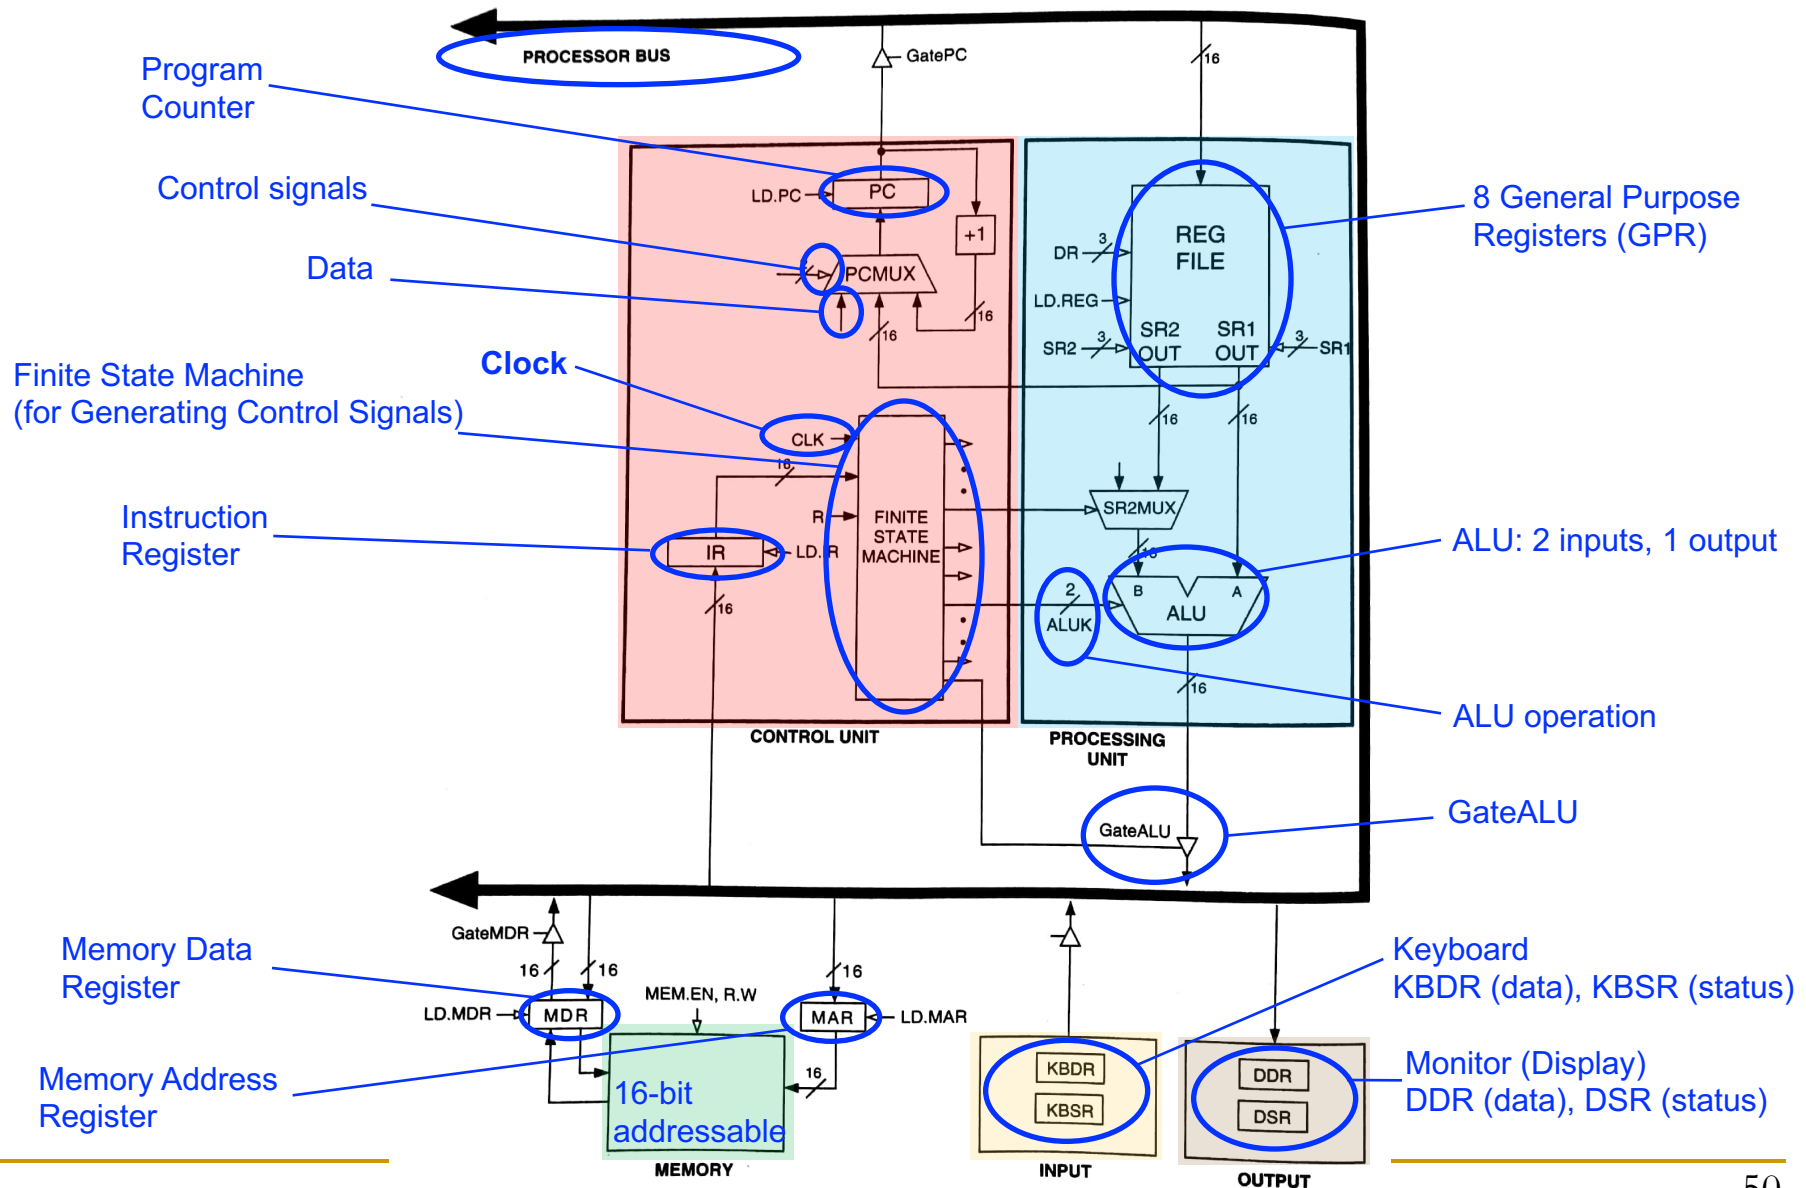 PROCESSOR BUS
GatePC
16
Program
Counter
Control signals
LD.PC
PC
+1
PCMUX
16
16
Data
REG
FILE
DR
3
LD.REG
SR2
3
SR2
OUT
SR1
OUT
3
SR1
8 General Purpose
Registers (GPR)
Finite State Machine
(for Generating Control Signals)
Clock
CLK
16
16
16
R
FINITE
STATE
MACHINE
SR2MUX
16
Instruction
Register
IR
16
B
A
ALU
2
ALUK
ALU: 2 inputs, 1 output
16
ALU operation
CONTROL UNIT
PROCESSING
UNIT
GateALU
GateALU
GateMDR
16
16
16
Memory Data
Register
LD.MDR
MDR
MEM.EN, R.W
MAR
LD.MAR
Keyboard
KBDR (data), KBSR (status)
Memory Address
Register
16-bit
addressable
16
KBDR
KBSR
DDR
DSR
Monitor (Display)
DDR (data), DSR (status)
MEMORY
INPUT
OUTPUT